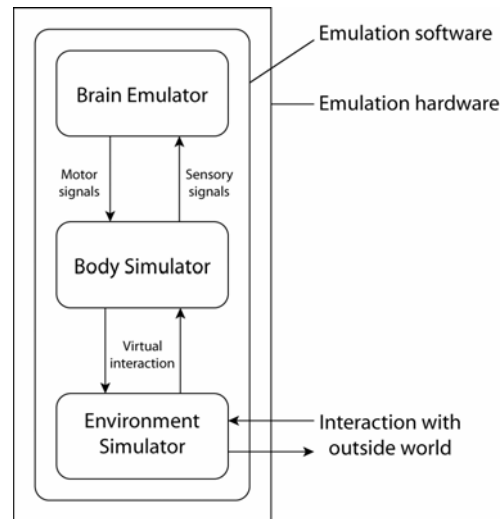 Emulation software
Brain Emulator
Emulation hardware
Motor
signals
Sensory
signals
Body Simulator
Virtual
interaction
Environment
Simulator
Interaction with
outside world